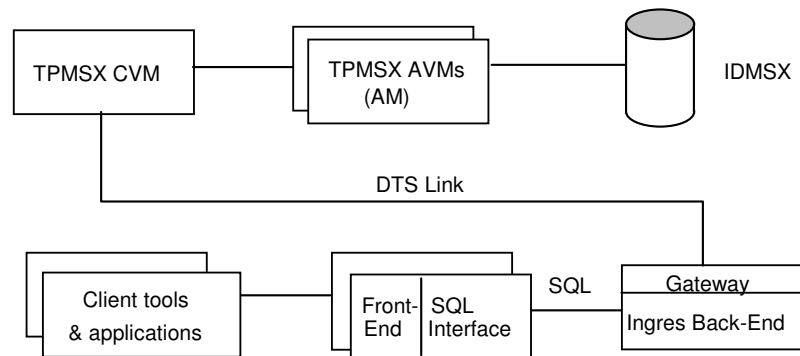 TPMSX CVM
TPMSX AVMs
(AM)
IDMSX
DTS Link
Client tools
& applications
Front-
End
SQL
Interface
SQL
Gateway
Ingres Back-End